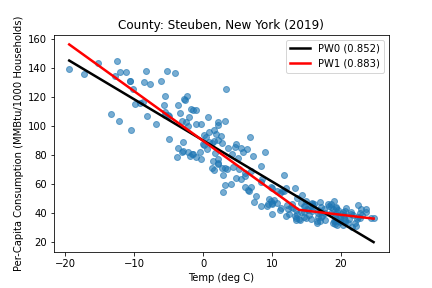 County: Steuben, New York (2019)
PW0 (0.852)
PW1 (0.883)
Per-Capita Consumption (MMBtu/1000 Households)
160
140
120
100
80
60
40
20
−20
−10
0
10
20
Temp (deg C)